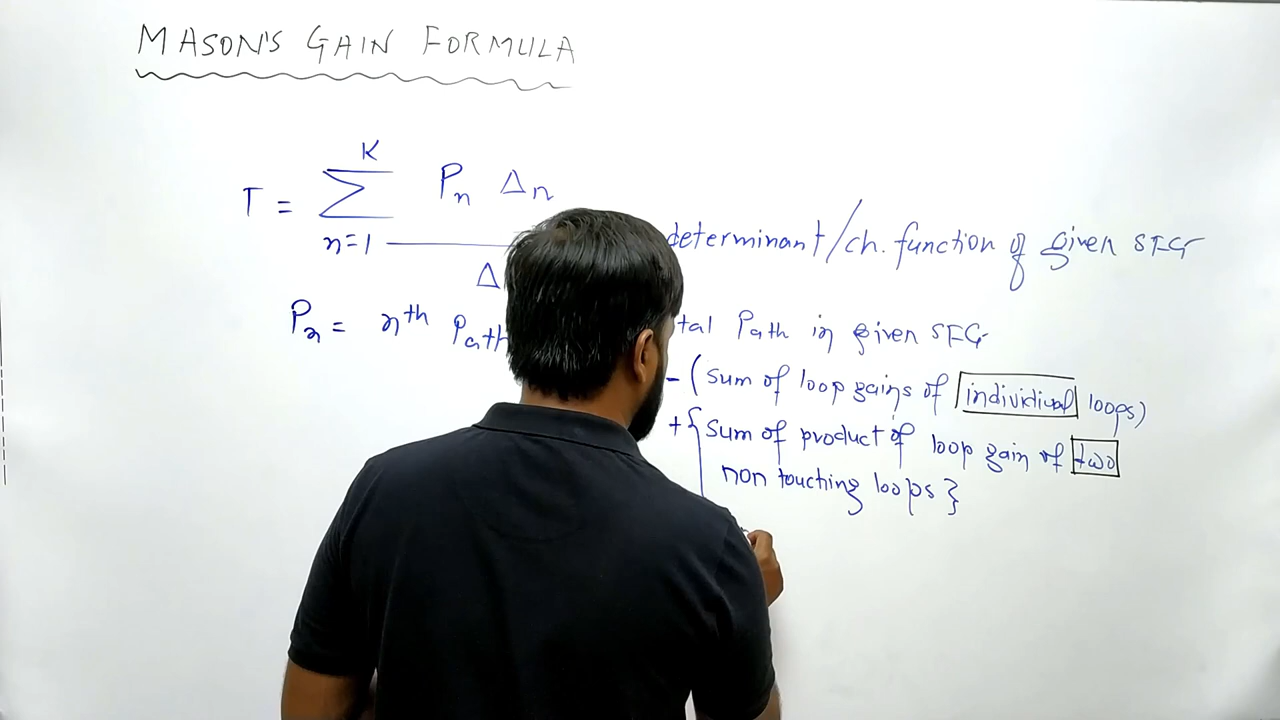 MASON'S GAIN FORMULA
K
T = Σ Pn Δn
n=1
Δ
determinant/ch. function of given SFG
Pn = nth Path tal Path in given SFG
- (sum of loop gains of individual loops)
+ { sum of product of loop gain of two
non touching loops }